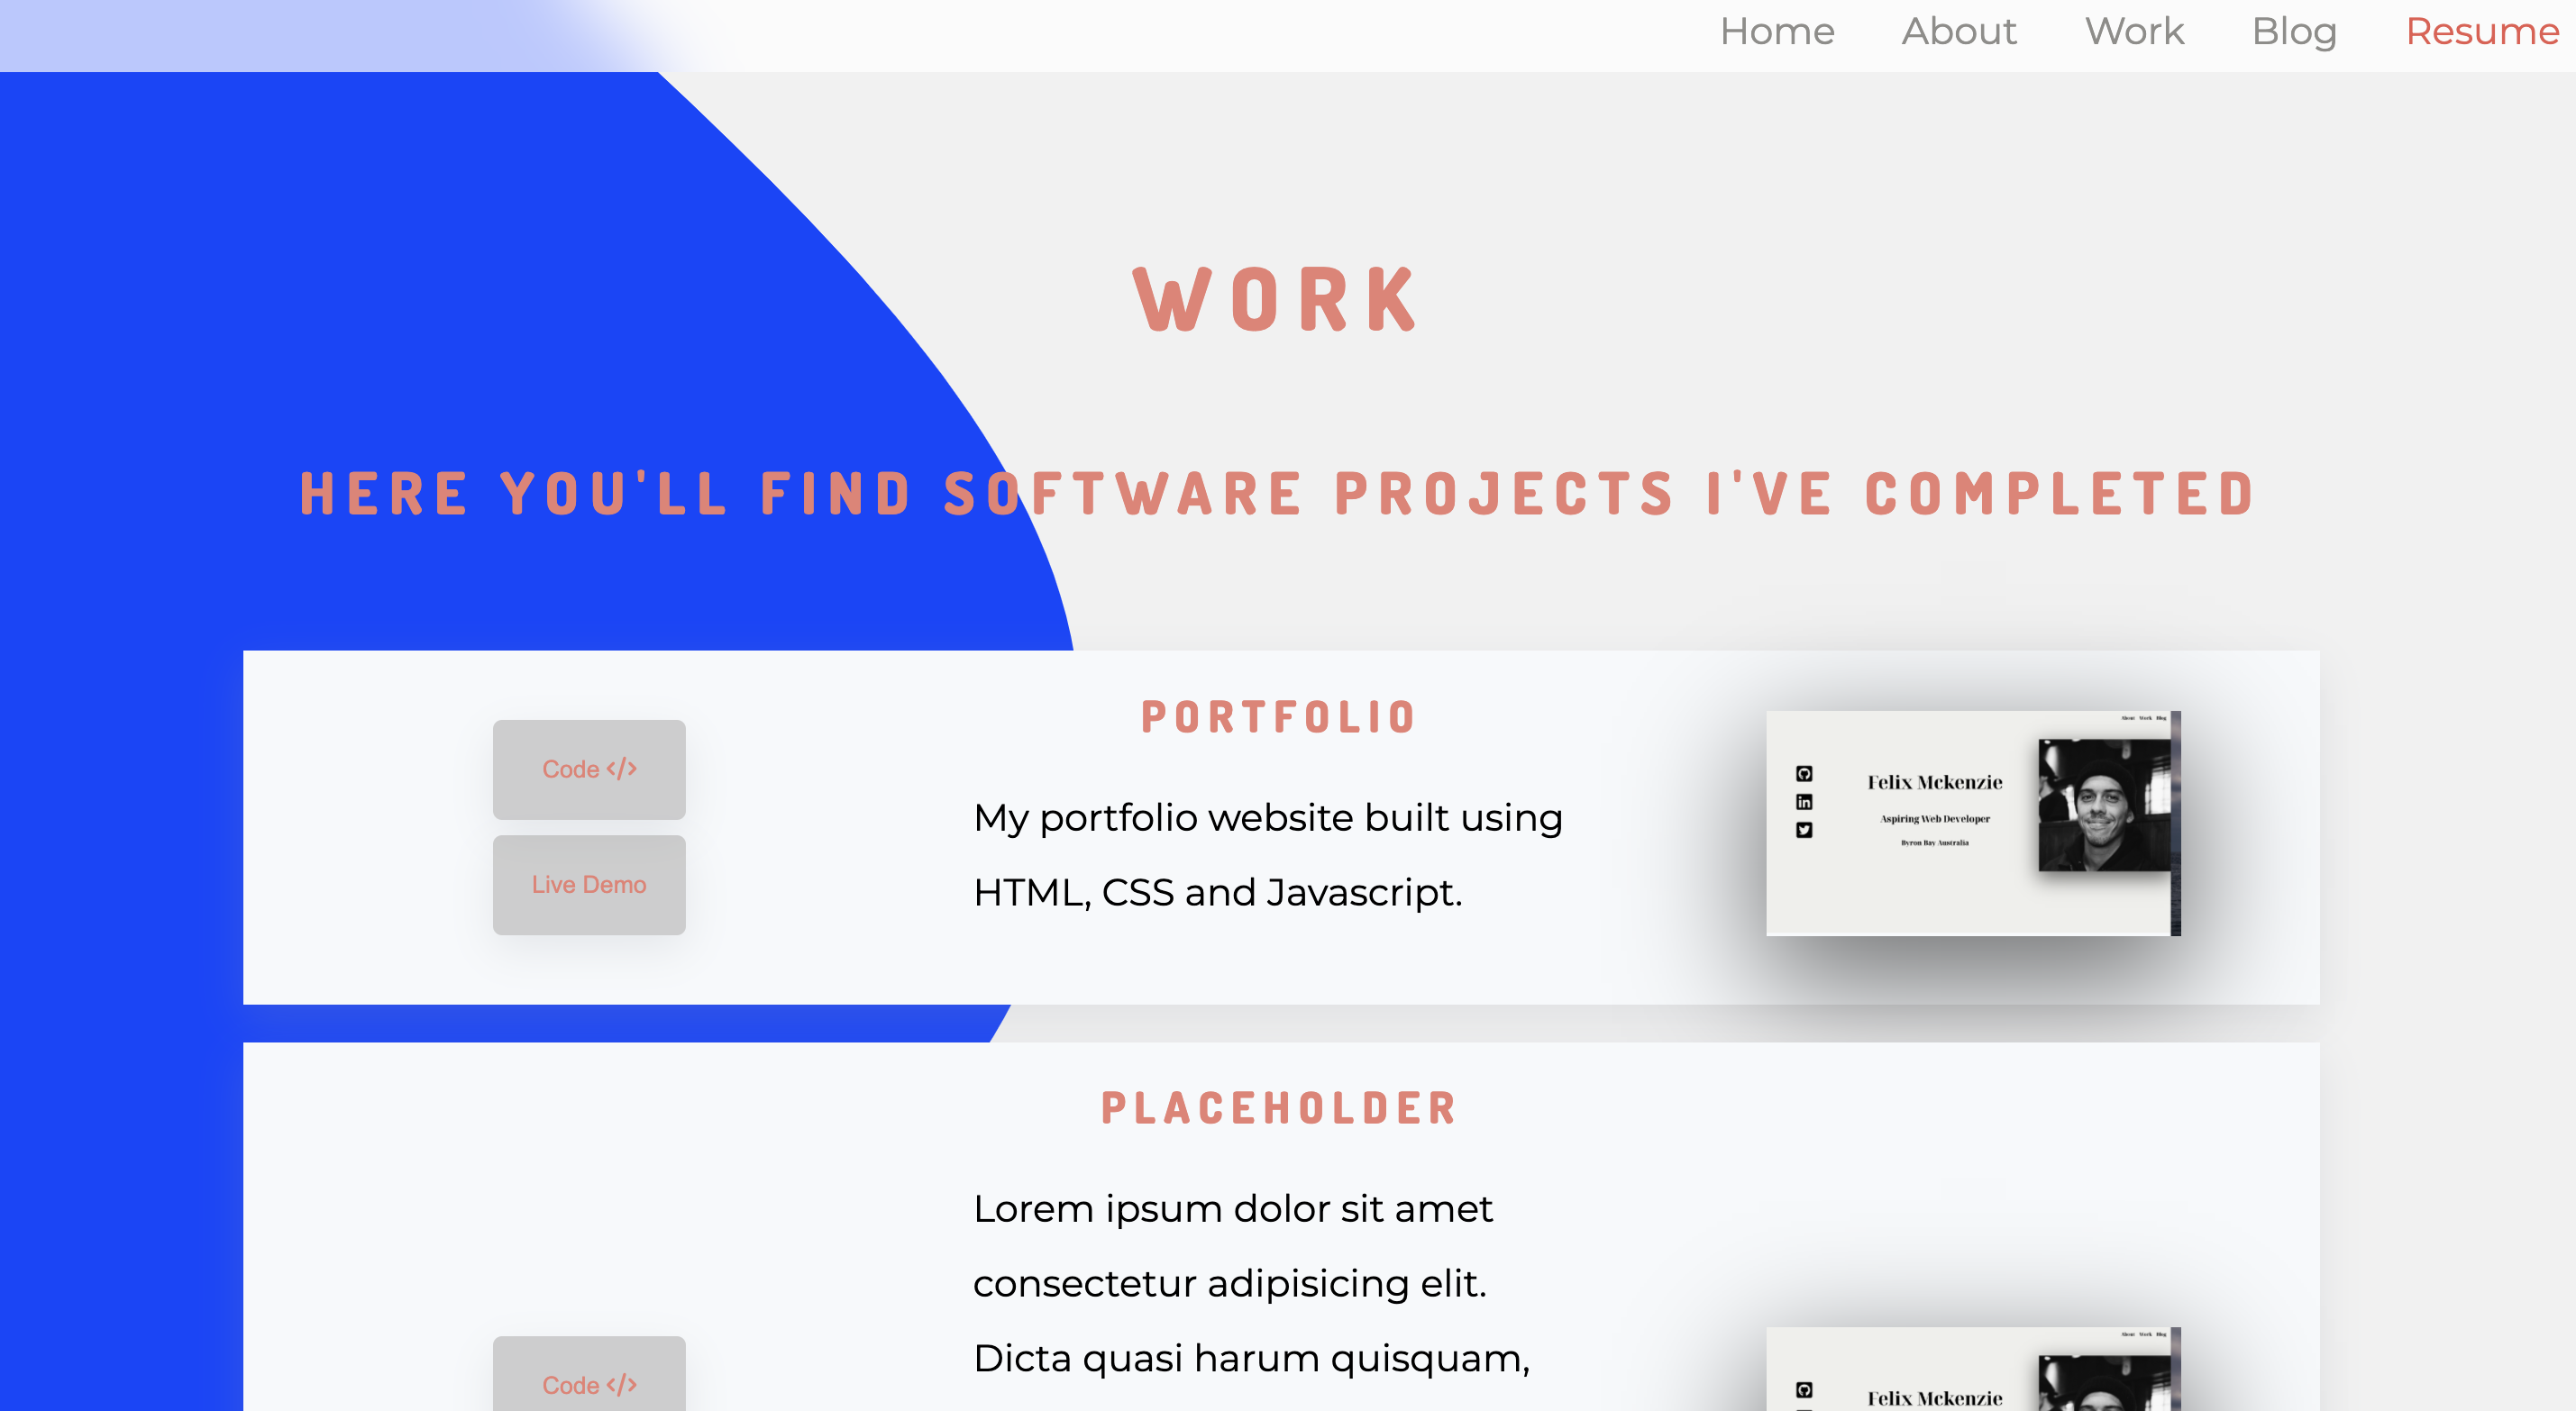 Home About Work Blog Resume
WORK
HERE YOU'LL FIND SOFTWARE PROJECTS I'VE COMPLETED
PORTFOLIO
Code </>
Live Demo
My portfolio website built using
HTML, CSS and Javascript.
About Work Blog
Felix Mckenzie
Aspiring Web Developer
Byron Bay Australia
PLACEHOLDER
Lorem ipsum dolor sit amet
consectetur adipisicing elit.
Dicta quasi harum quisquam,
Code </>
About Work Blog
Felix Mckenzie